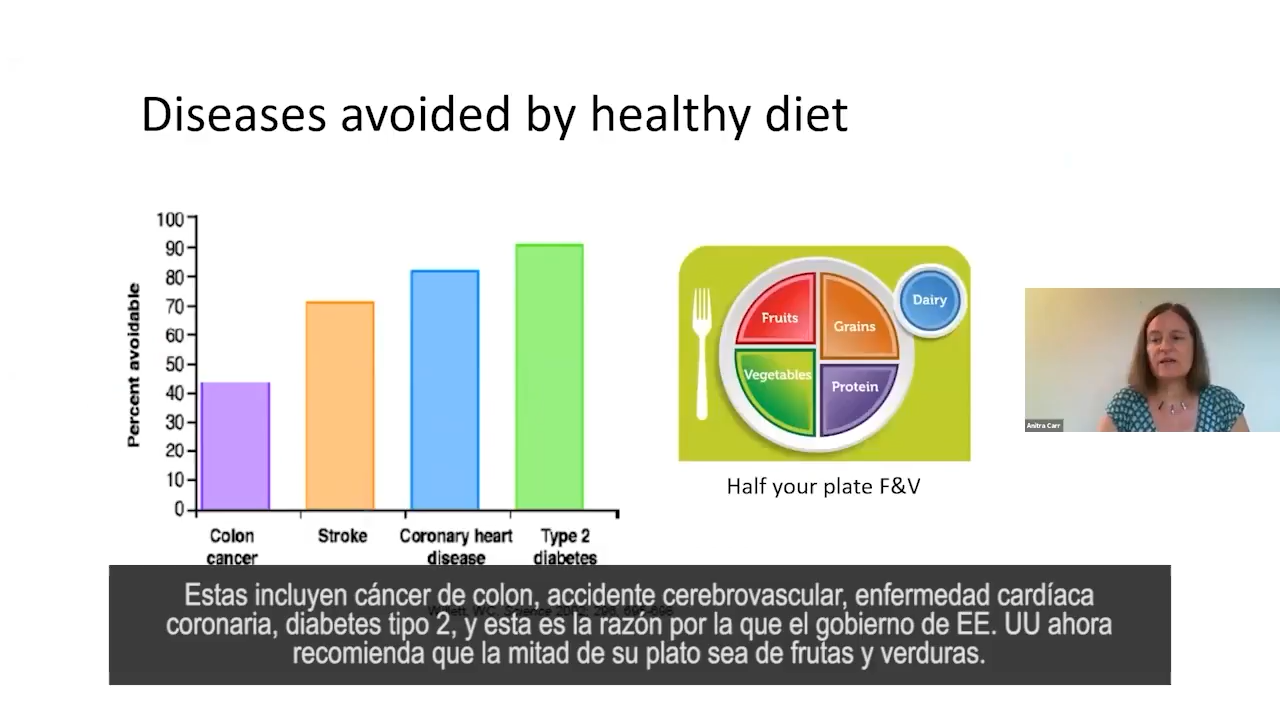 Diseases avoided by healthy diet
Percent avoidable
100
90
80
70
60
50
40
30
20
10
0
Colon
cancer
Stroke
Coronary heart
disease
Type 2
diabetes
Fruits
Grains
Vegetables
Protein
Dairy
Half your plate F&V
Anitra Carr
Estas incluyen cáncer de colon, accidente cerebrovascular, enfermedad cardíaca
coronaria, diabetes tipo 2, y esta es la razón por la que el gobierno de EE. UU ahora
recomienda que la mitad de su plato sea de frutas y verduras.